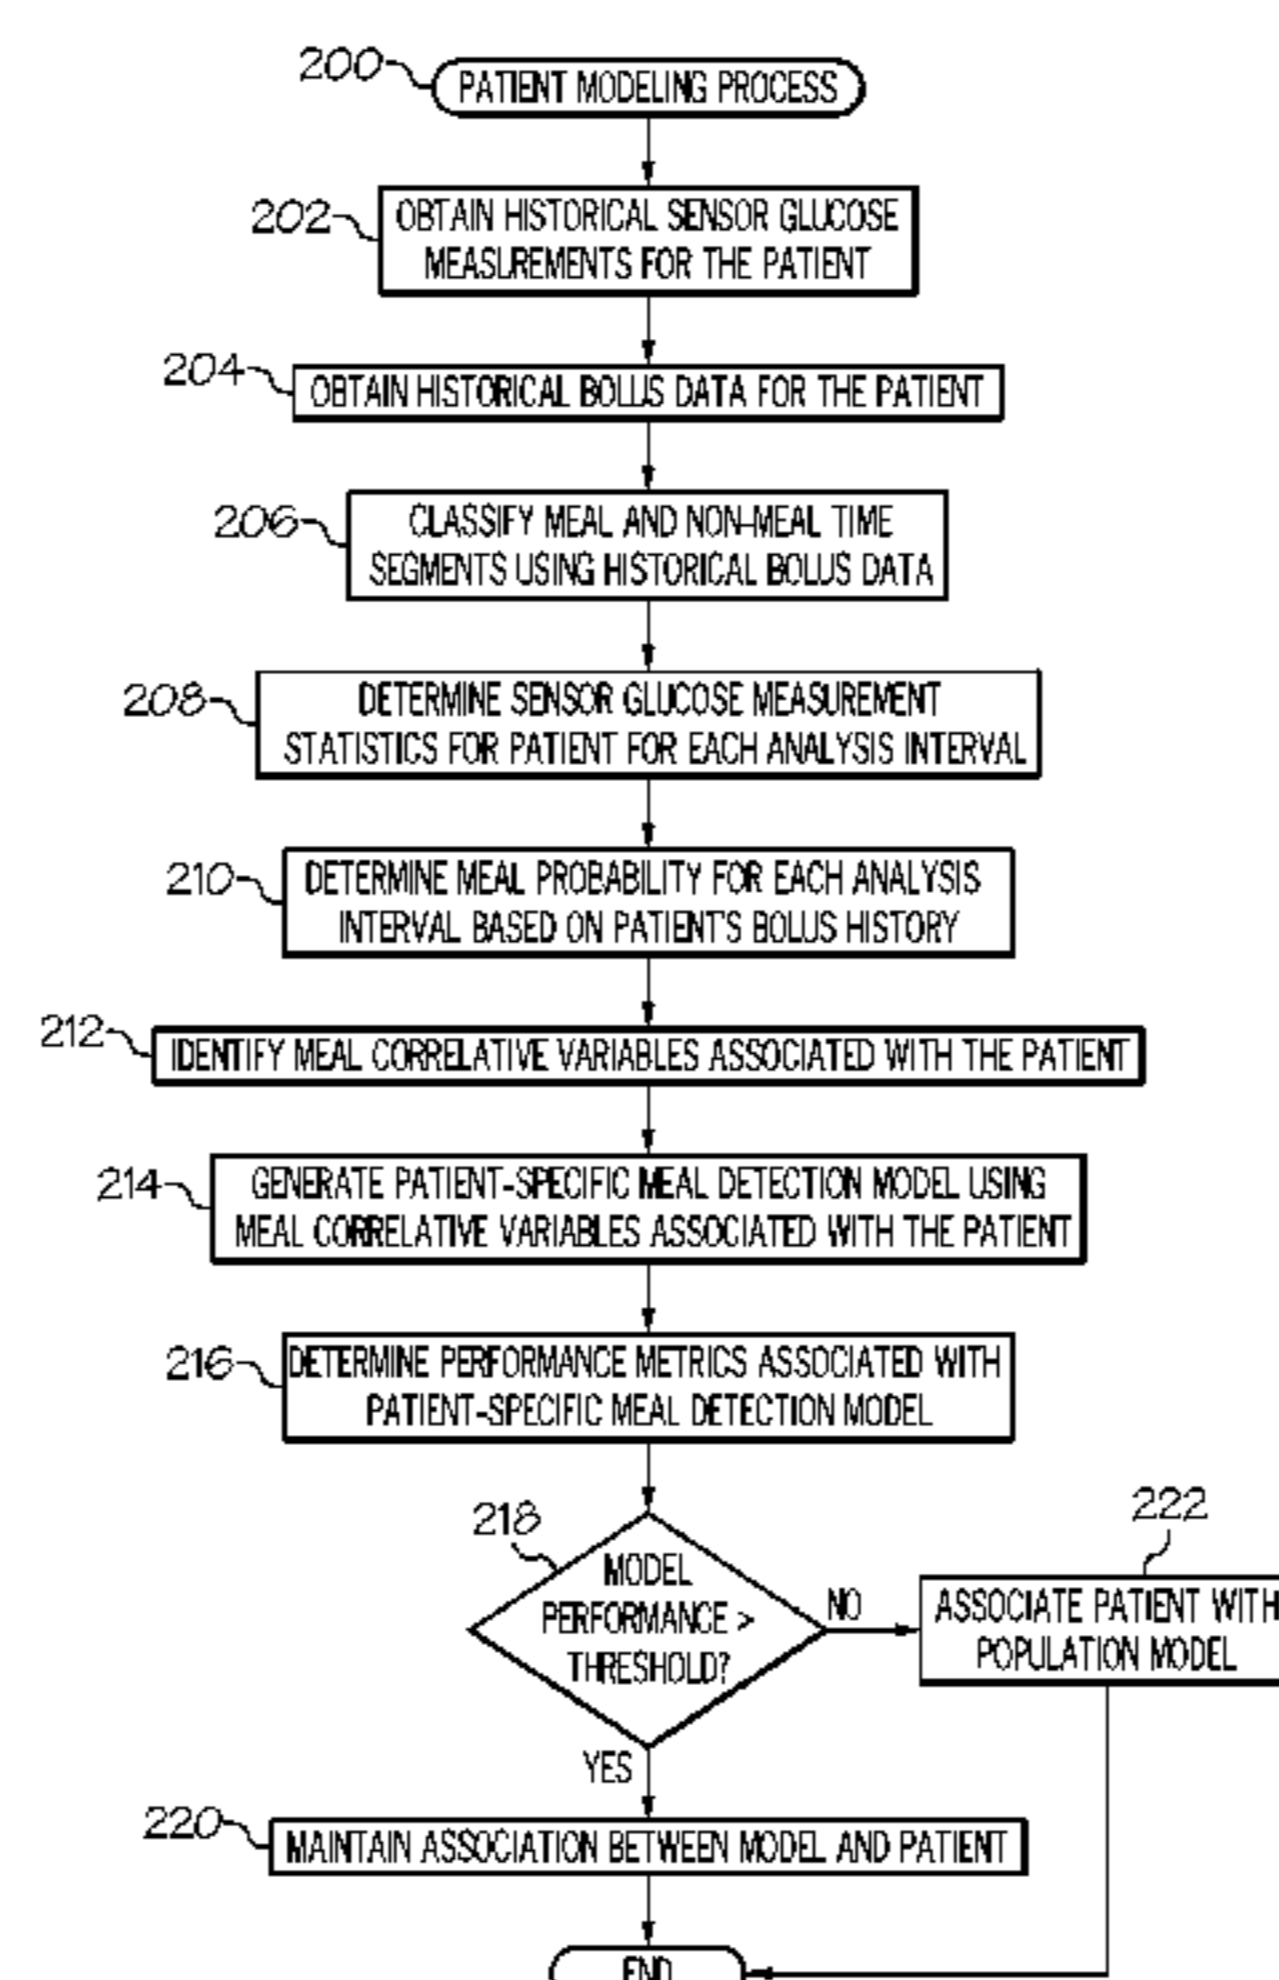 200
PATIENT MODELING PROCESS
202
OBTAIN HISTORICAL SENSOR GLUCOSE
MEASUREMENTS FOR THE PATIENT
204
OBTAIN HISTORICAL BOLUS DATA FOR THE PATIENT
206
CLASSIFY MEAL AND NON-MEAL TIME
SEGMENTS USING HISTORICAL BOLUS DATA
208
DETERMINE SENSOR GLUCOSE MEASUREMENT
STATISTICS FOR PATIENT FOR EACH ANALYSIS INTERVAL
210
DETERMINE MEAL PROBABILITY FOR EACH ANALYSIS
INTERVAL BASED ON PATIENT'S BOLUS HISTORY
212
IDENTIFY MEAL CORRELATIVE VARIABLES ASSOCIATED WITH THE PATIENT
214
GENERATE PATIENT-SPECIFIC MEAL DETECTION MODEL USING
MEAL CORRELATIVE VARIABLES ASSOCIATED WITH THE PATIENT
216
DETERMINE PERFORMANCE METRICS ASSOCIATED WITH
PATIENT-SPECIFIC MEAL DETECTION MODEL
218
MODEL
PERFORMANCE >
THRESHOLD?
NO
222
ASSOCIATE PATIENT WITH
POPULATION MODEL
YES
220
MAINTAIN ASSOCIATION BETWEEN MODEL AND PATIENT
END